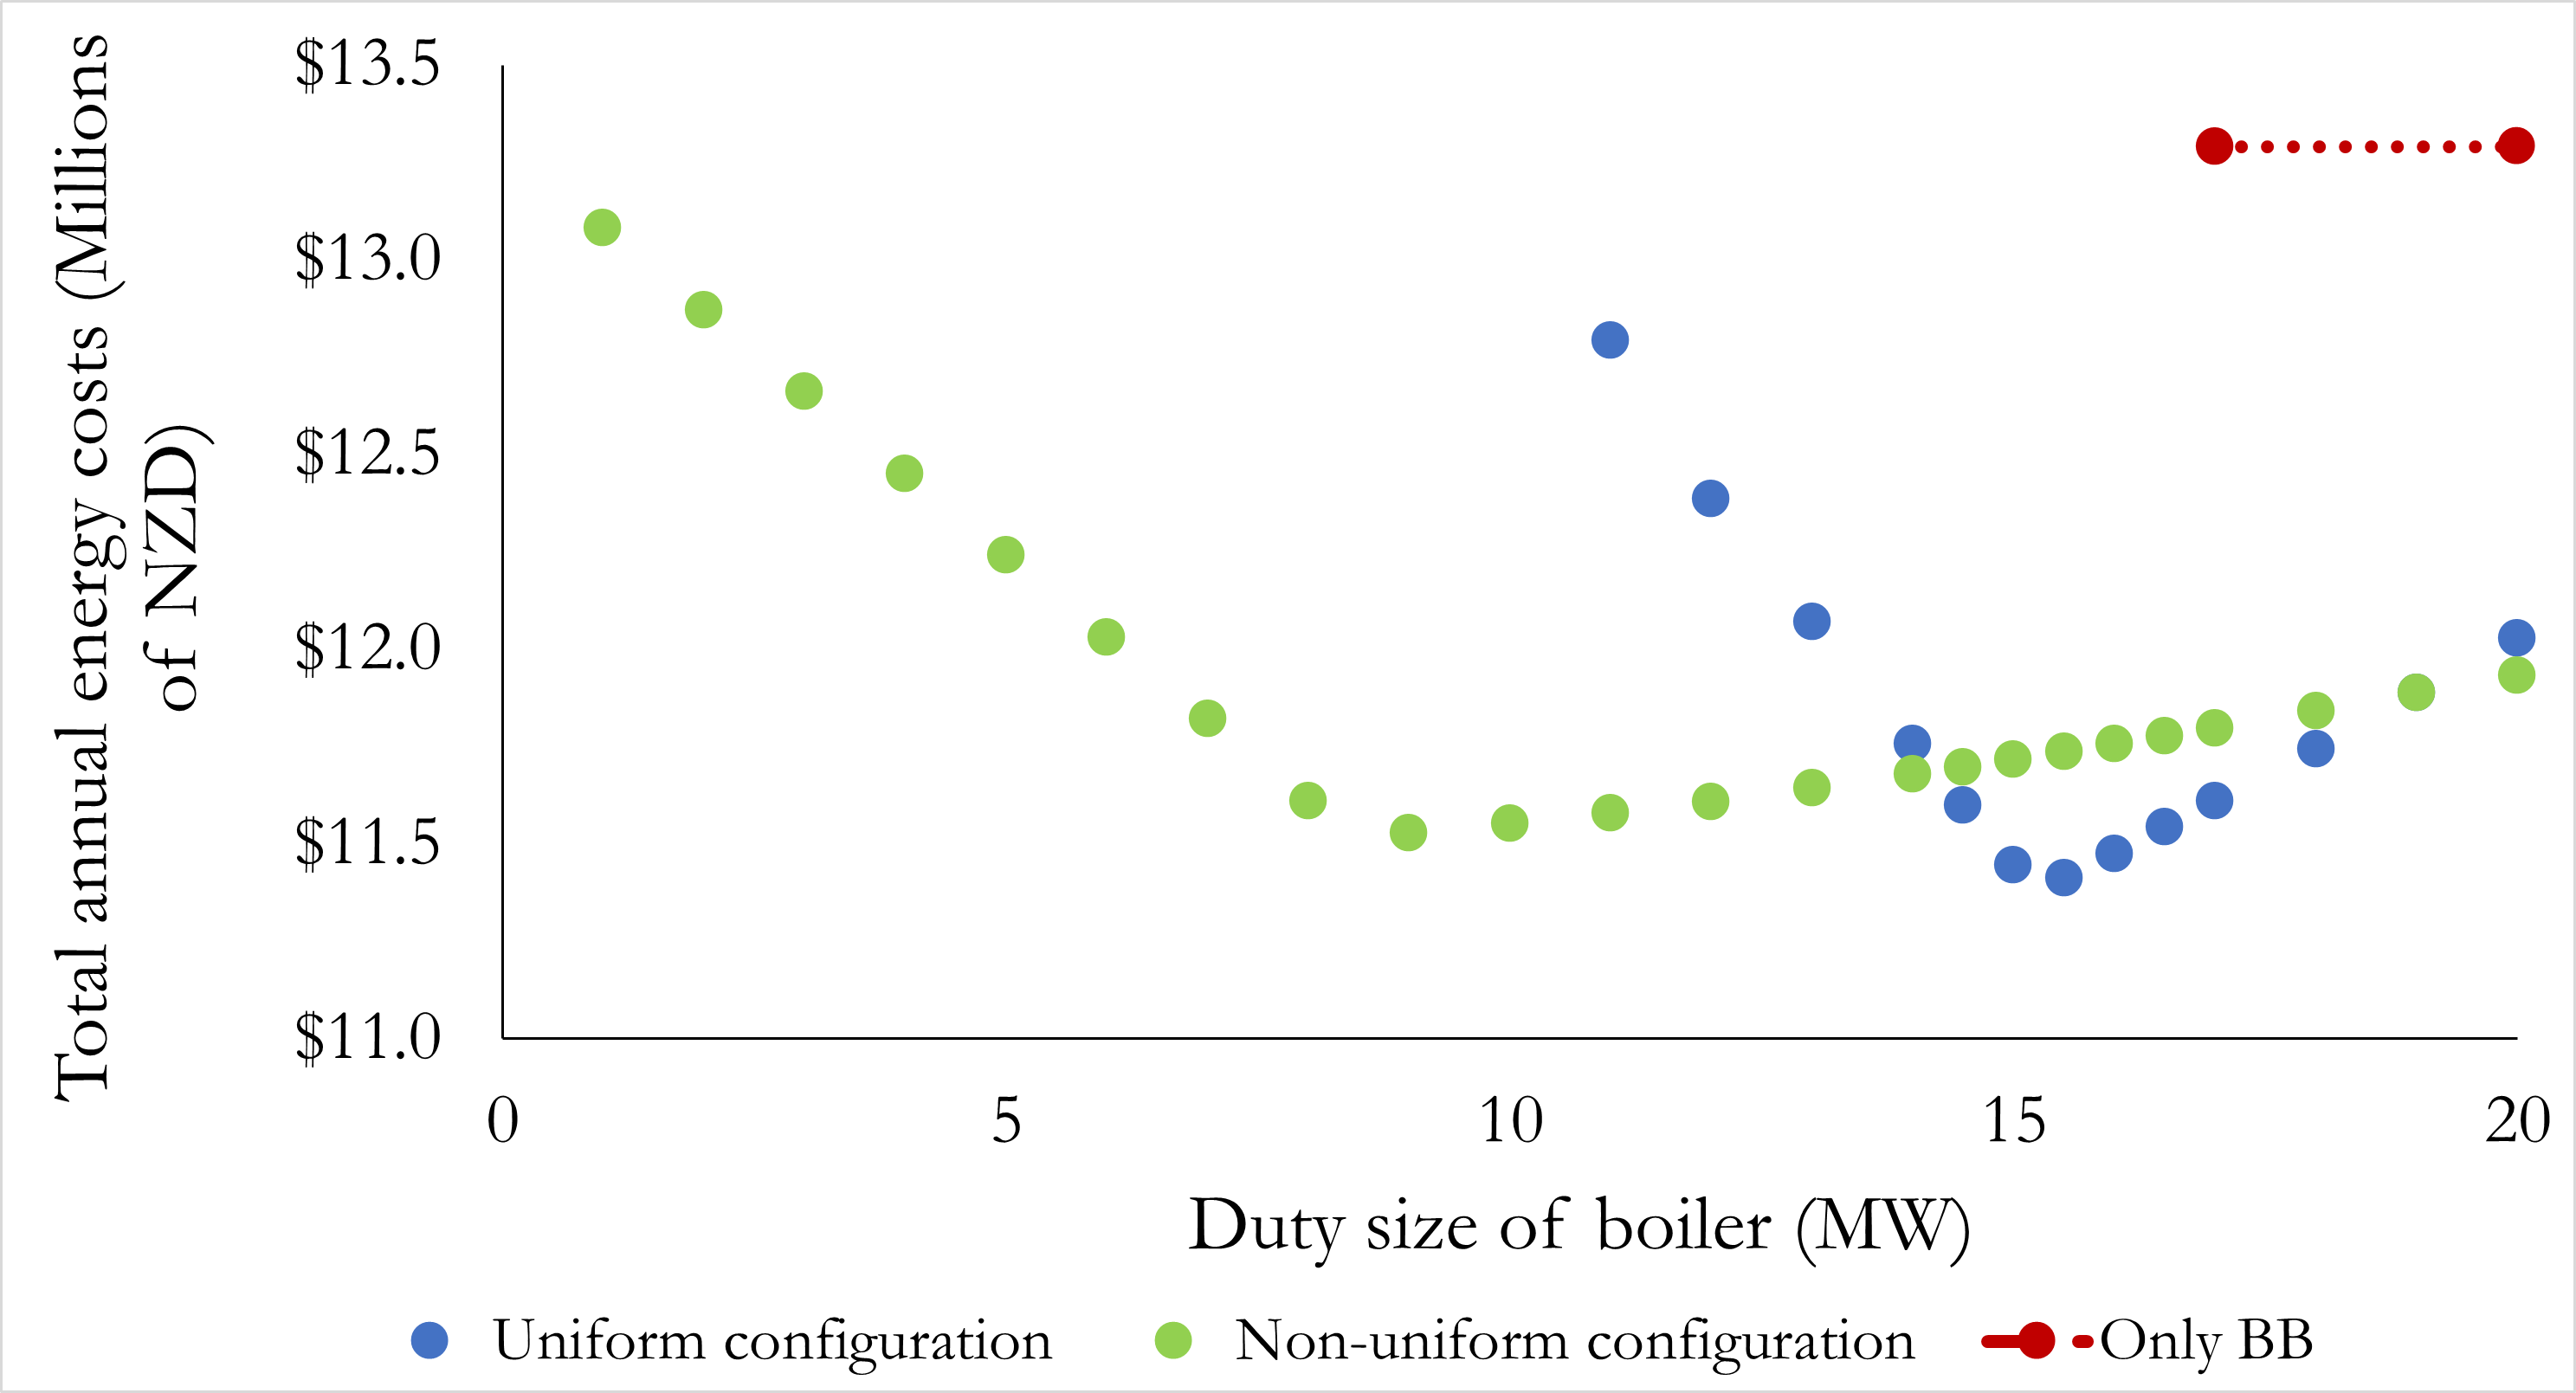 Total annual energy costs (Millions
of NZD)
$13.5
$13.0
$12.5
$12.0
$11.5
$11.0
0 5 10 15 20
Duty size of boiler (MW)
Uniform configuration Non-uniform configuration Only BB